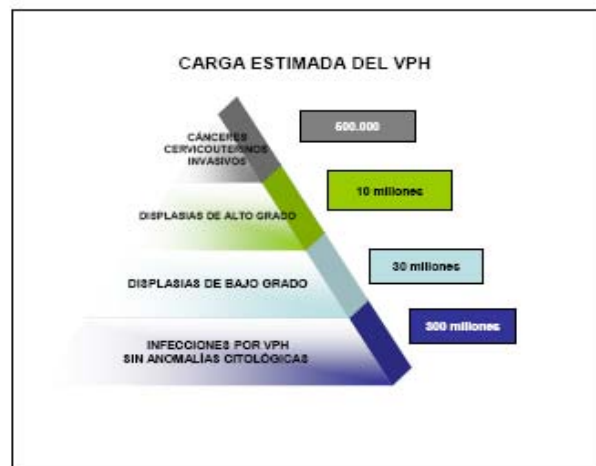 CARGA ESTIMADA DEL VPH
CÁNCERES
CERVICOUTERINOS
INVASIVOS
500.000
DISPLASIAS DE ALTO GRADO
10 millones
DISPLASIAS DE BAJO GRADO
30 millones
INFECCIONES POR VPH
SIN ANOMALÍAS CITOLÓGICAS
300 millones